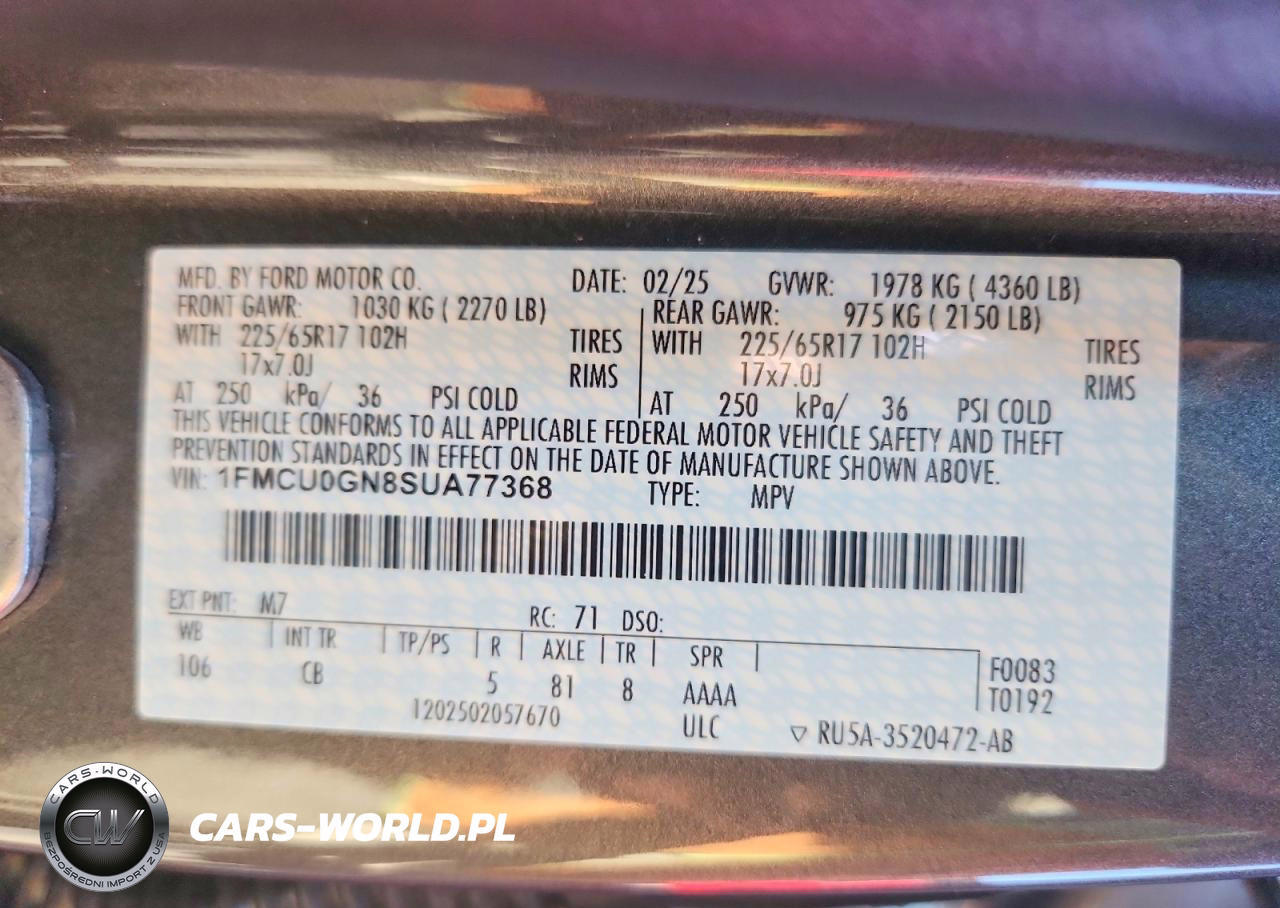 MFD. BY FORD MOTOR CO. DATE: 02/25 GVWR: 1978 KG ( 4360 LB)
FRONT GAWR: 1030 KG ( 2270 LB) REAR GAWR: 975 KG ( 2150 LB)
WITH 225/65R17 102H TIRES WITH 225/65R17 102H TIRES
17x7.0J RIMS 17x7.0J RIMS
AT 250 kPa/ 36 PSI COLD AT 250 kPa/ 36 PSI COLD
THIS VEHICLE CONFORMS TO ALL APPLICABLE FEDERAL MOTOR VEHICLE SAFETY AND THEFT
PREVENTION STANDARDS IN EFFECT ON THE DATE OF MANUFACTURE SHOWN ABOVE.
VIN: 1FMCU0GN8SUA77368 TYPE: MPV
EXT PNT: M7 RC: 71 DSO:
WB INT TR TP/PS R AXLE TR SPR
106 CB 5 81 8 AAAA
F0083
T0192
1202502057670 ULC ▽ RU5A-3520472-AB
CARS-WORLD
CW
BEZPOŚREDNI IMPORT Z USA
CARS-WORLD.PL